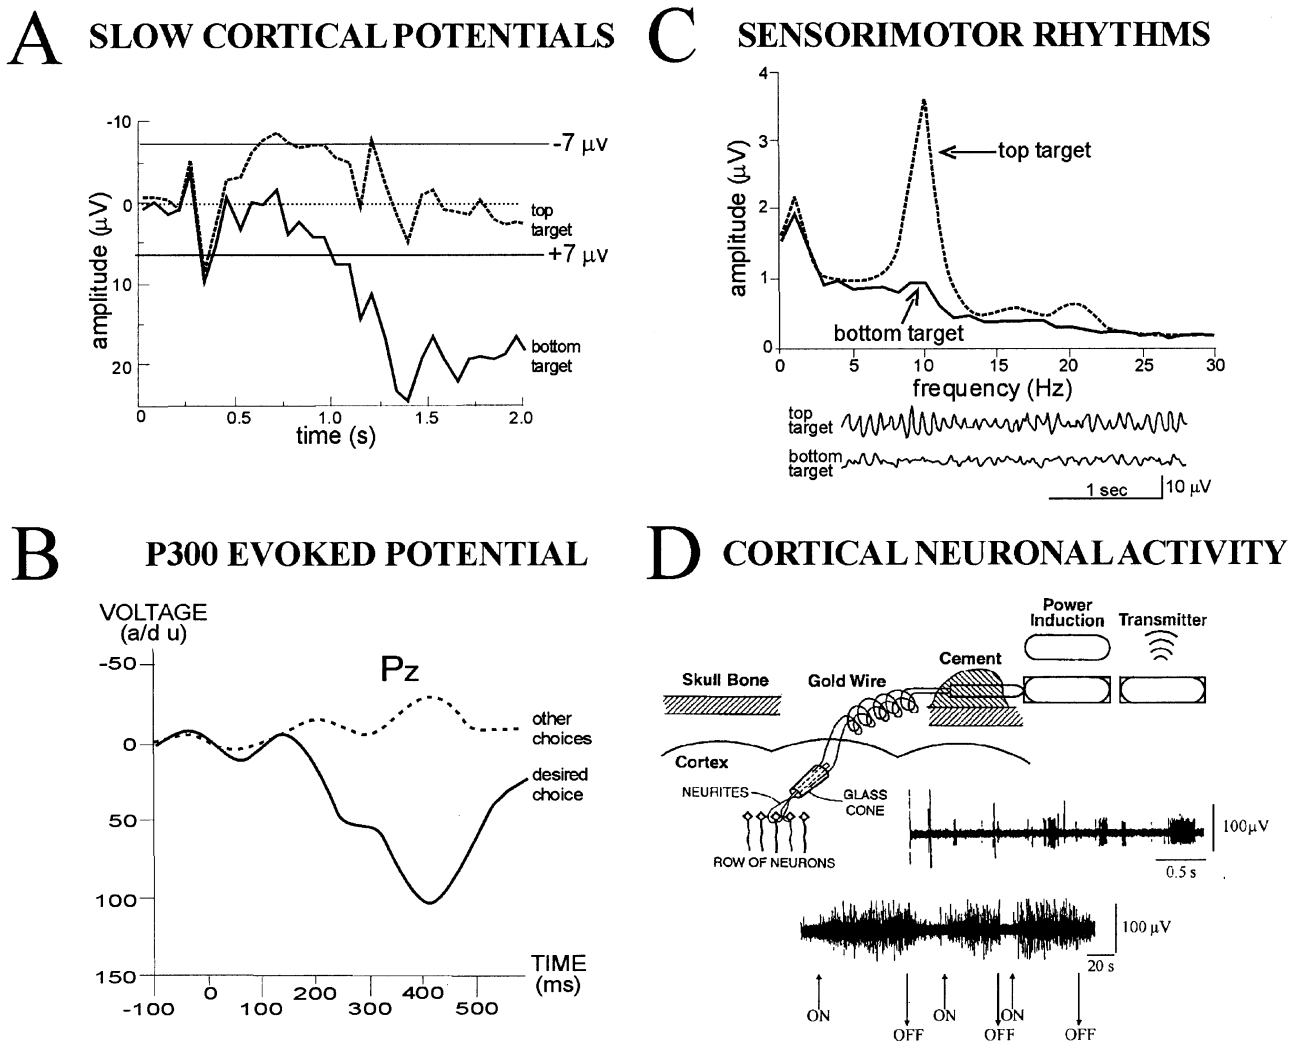 A SLOW CORTICAL POTENTIALS
-10
0
10
20
amplitude (µV)
-7 µv
+7 µv
top
target
bottom
target
0 0.5 1.0 1.5 2.0
time (s)
C SENSORIMOTOR RHYTHMS
4
3
2
1
0
amplitude (µV)
top target
bottom target
0 5 10 15 20 25 30
frequency (Hz)
top
target
bottom
target
1 sec
10 µV
B P300 EVOKED POTENTIAL
VOLTAGE
(a/d u)
-50
0
50
100
150
Pz
other
choices
desired
choice
TIME
(ms)
-100 0 100 200 300 400 500
D CORTICAL NEURONAL ACTIVITY
Power
Induction
Transmitter
Cement
Skull Bone
Gold Wire
Cortex
NEURITES
GLASS
CONE
ROW OF NEURONS
100µV
0.5 s
100 µV
20 s
ON OFF ON OFF ON OFF